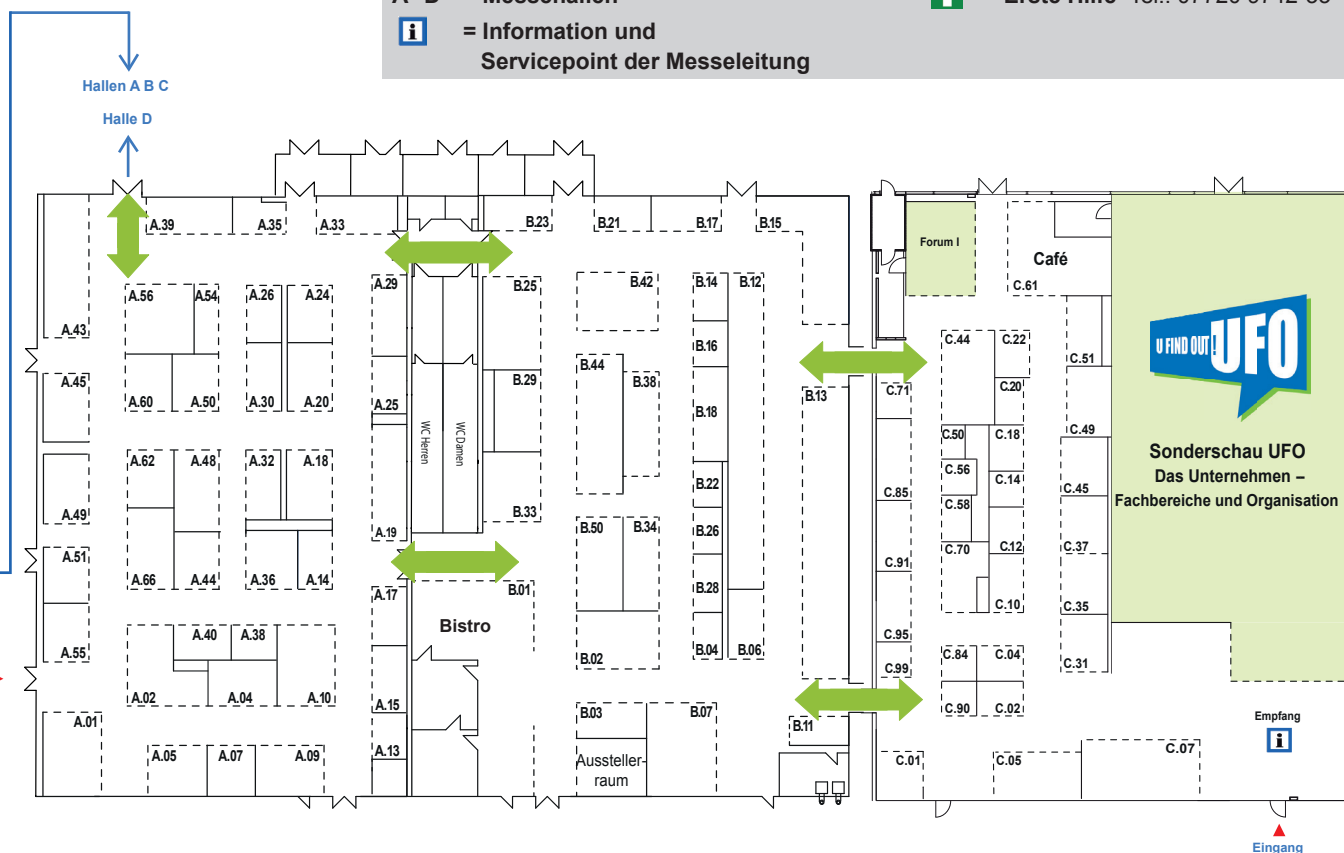 = Information und
Servicepoint der Messeleitung
Hallen A B C
Halle D
A.39
A.35
A.33
B.23
B.21
B.17
B.15
Forum I
Café
C.61
A.43
A.56
A.54
A.26
A.24
A.29
B.25
B.42
B.14
B.12
A.45
A.60
A.50
A.30
A.20
A.25
B.29
B.44
B.38
B.16
B.18
B.13
WC Herren
WC Damen
C.71
C.44
C.22
C.20
C.51
C.49
U FIND OUT! UFO
Sonderschau UFO
Das Unternehmen –
Fachbereiche und Organisation
A.62
A.48
A.32
A.18
A.49
A.19
B.33
B.22
B.26
C.85
C.50
C.18
C.56
C.14
C.58
C.45
A.51
A.66
A.44
A.36
A.14
A.17
B.01
B.50
B.34
B.28
C.91
C.70
C.12
C.10
C.37
C.35
Bistro
A.55
A.40
A.38
A.02
A.04
A.10
A.15
B.02
B.04
B.06
C.95
C.99
C.84
C.04
C.90
C.02
C.31
A.01
A.05
A.07
A.09
A.13
B.03
B.07
B.11
Aussteller-
raum
C.01
C.05
C.07
Empfang
Eingang